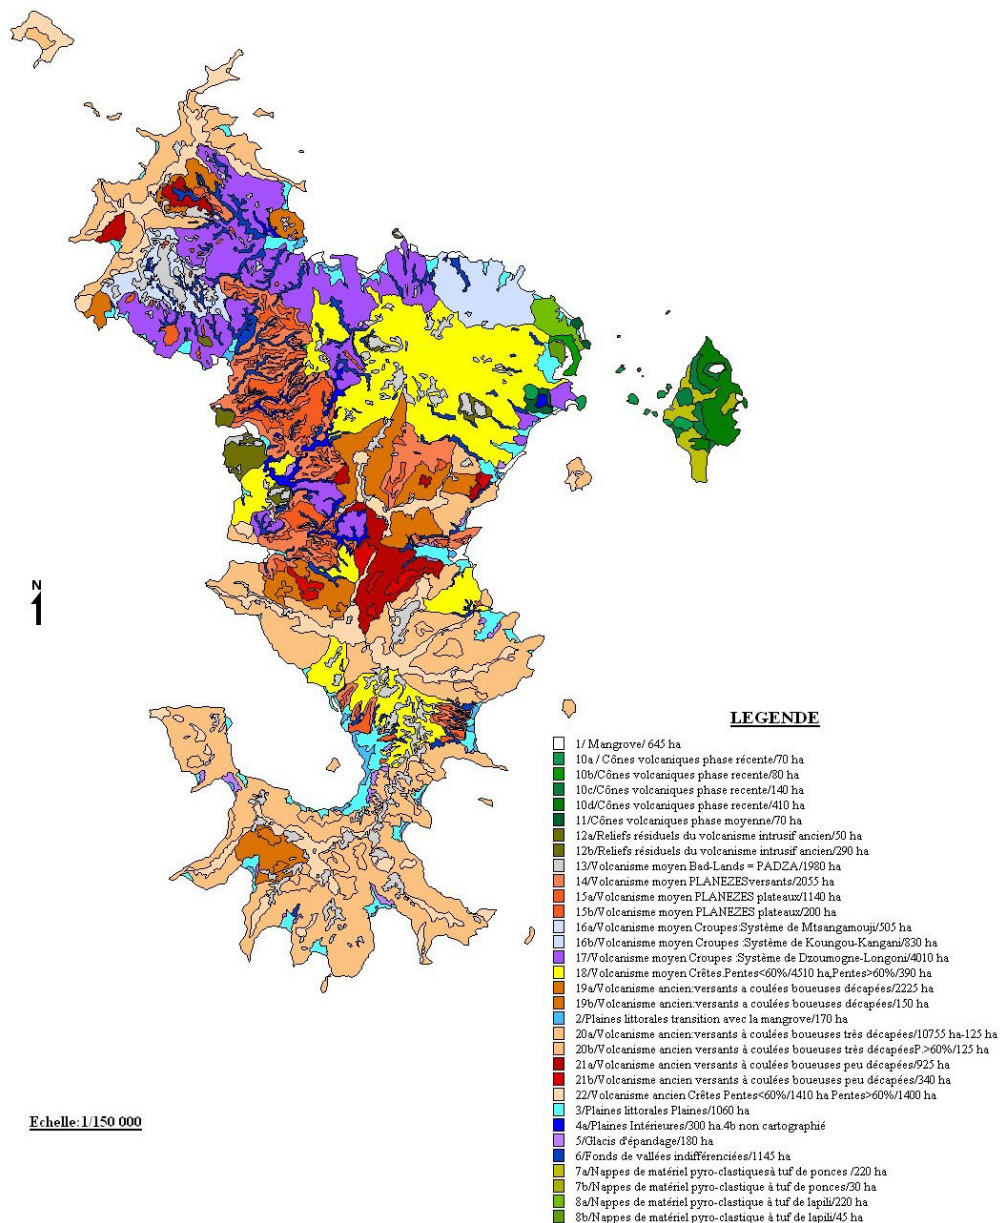 N
LEGENDE
1/ Mangrove/ 645 ha
10a / Cônes volcaniques phase récente/70 ha
10b/Cônes volcaniques phase recente/80 ha
10c/Cônes volcaniques phase recente/140 ha
10d/Cônes volcaniques phase recente/410 ha
11/Cônes volcaniques phase moyenne/70 ha
12a/Reliefs résiduels du volcanisme intrusif ancien/50 ha
12b/Reliefs résiduels du volcanisme intrusif ancien/290 ha
13/Volcanisme moyen Bad-Lands = PADZA/1980 ha
14/Volcanisme moyen PLANEZESversants/2055 ha
15a/Volcanisme moyen PLANEZES plateaux/1140 ha
15b/Volcanisme moyen PLANEZES plateaux/200 ha
16a/Volcanisme moyen Croupes:Système de Mtsangamouji/505 ha
16b/Volcanisme moyen Croupes :Système de Koungou-Kangani/830 ha
17/Volcanisme moyen Croupes :Système de Dzoumogne-Longoni/4010 ha
18/Volcanisme moyen Crêtes.Pentes<60%/4510 ha,Pentes>60%/390 ha
19a/Volcanisme ancien:versants a coulées boueuses décapées/2225 ha
19b/Volcanisme ancien:versants a coulées boueuses décapées/150 ha
2/Plaines littorales transition avec la mangrove/170 ha
20a/Volcanisme ancien:versants à coulées boueuses très décapées/10755 ha-125 ha
20b/Volcanisme ancien versants à coulées boueuses très décapéesP.>60%/125 ha
21a/Volcanisme ancien versants à coulées boueuses peu décapées/925 ha
21b/Volcanisme ancien versants à coulées boueuses peu décapées/340 ha
22/Volcanisme ancien Crêtes Pentes<60%/1410 ha Pentes>60%/1400 ha
3/Plaines littorales Plaines/1060 ha
4a/Plaines Intérieures/300 ha.4b non cartographié
5/Glacis d'épandage/180 ha
6/Fonds de vallées indifférenciées/1145 ha
7a/Nappes de matériel pyro-clastiquesà tuf de ponces /220 ha
7b/Nappes de matériel pyro-clastique à tuf de ponces/30 ha
8a/Nappes de matériel pyro-clastique à tuf de lapili/220 ha
8b/Nappes de matériel pyro-clastique à tuf de lapili/45 ha
Echelle:1/150 000